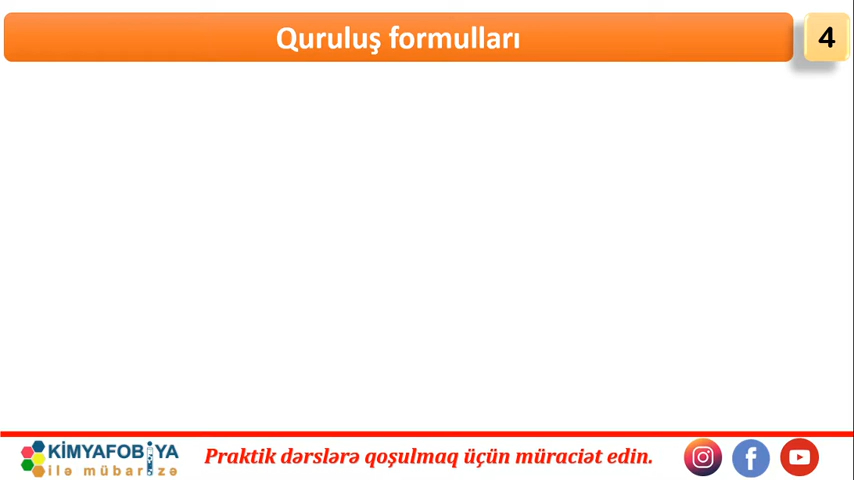 Quruluş formulları
4
KİMYAFOBİYA
ilə mübarizə
Praktik dərslərə qoşulmaq üçün müraciət edin.